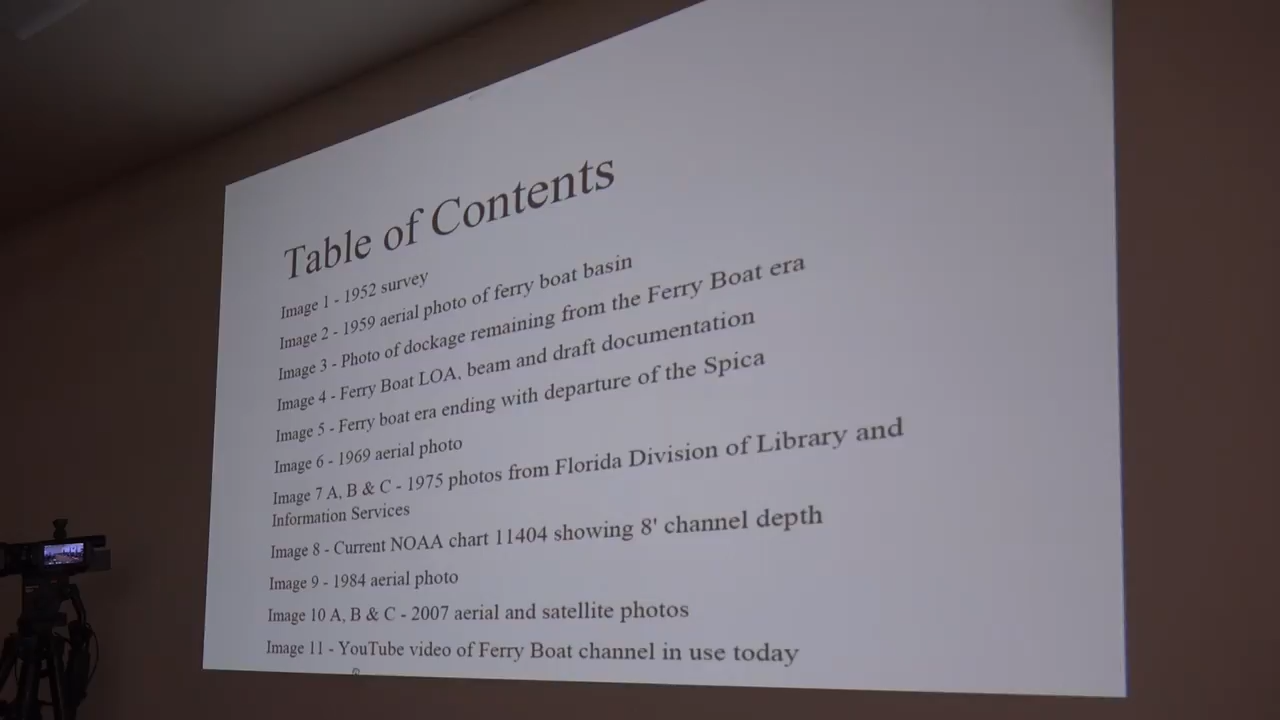 Table of Contents
Image 1 - 1952 survey
Image 2 - 1959 aerial photo of ferry boat basin
Image 3 - Photo of dockage remaining from the Ferry Boat era
Image 4 - Ferry Boat LOA, beam and draft documentation
Image 5 - Ferry boat era ending with departure of the Spica
Image 6 - 1969 aerial photo
Image 7 A, B & C - 1975 photos from Florida Division of Library and
Information Services
Image 8 - Current NOAA chart 11404 showing 8' channel depth
Image 9 - 1984 aerial photo
Image 10 A, B & C - 2007 aerial and satellite photos
Image 11 - YouTube video of Ferry Boat channel in use today